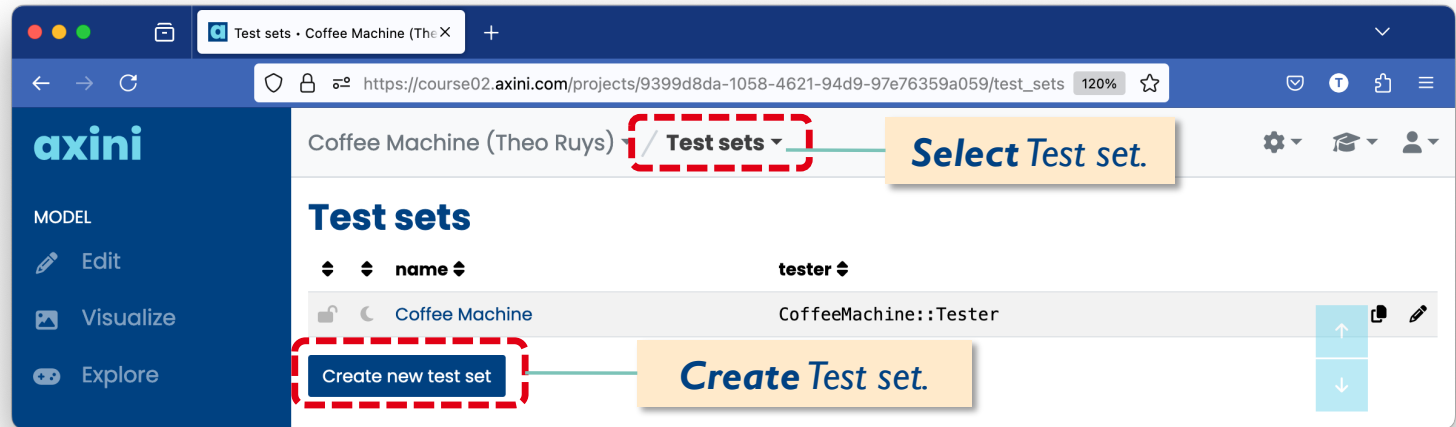 Test sets • Coffee Machine (The
https://course02.axini.com/projects/9399d8da-1058-4621-94d9-97e76359a059/test_sets 120%
T
axini
Coffee Machine (Theo Ruys) / Test sets
Select Test set.
MODEL
Edit
Visualize
Explore
Test sets
name tester
Coffee Machine CoffeeMachine::Tester
Create new test set
Create Test set.